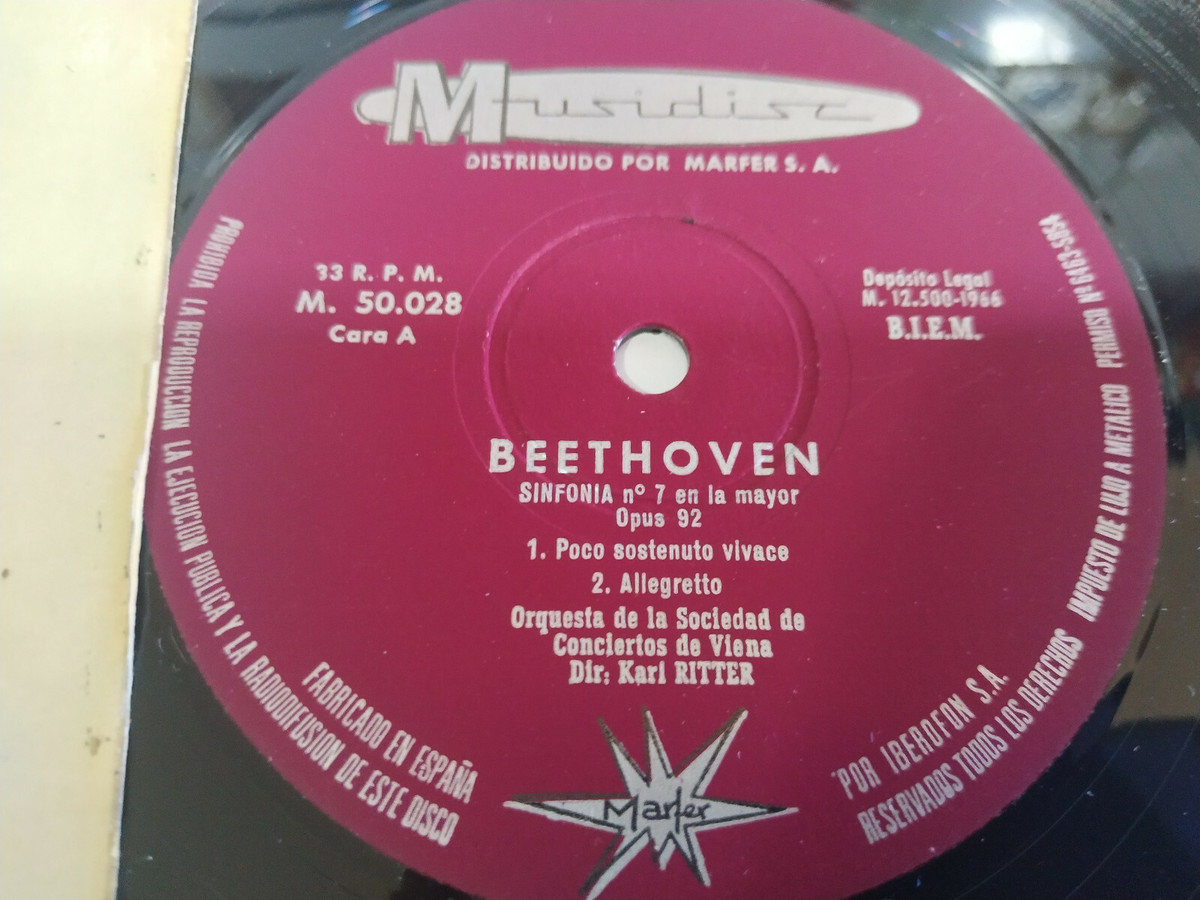 Musidisc
DISTRIBUIDO POR MARFER S. A.
33 R. P. M.
M. 50.028
Cara A
Depósito Legal
M. 12.500-1966
B.I.E.M.
BEETHOVEN
SINFONIA nº 7 en la mayor
Opus 92
1. Poco sostenuto vivace
2. Allegretto
Orquesta de la Sociedad de
Conciertos de Viena
Dir: Karl RITTER
Marfer
PROHIBIDA LA REPRODUCCION LA EJECUCION PUBLICA Y LA RADIODIFUSION DE ESTE DISCO
FABRICADO EN ESPAÑA
POR IBEROFON S.A.
RESERVADOS TODOS LOS DERECHOS IMPUESTO DE LUJO A METALICO PERMISO Nº